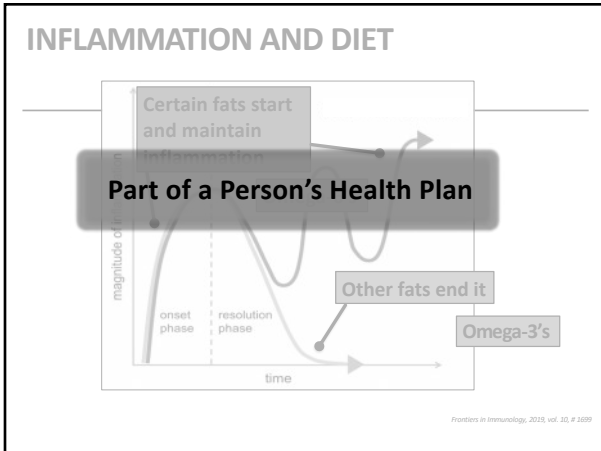 INFLAMMATION AND DIET
Certain fats start
and maintain
inflammation
Part of a Person's Health Plan
magnitude of
onset
phase
resolution
phase
Other fats end it
Omega-3's
time
Frontiers in Immunology, 2019, vol. 10, # 1699